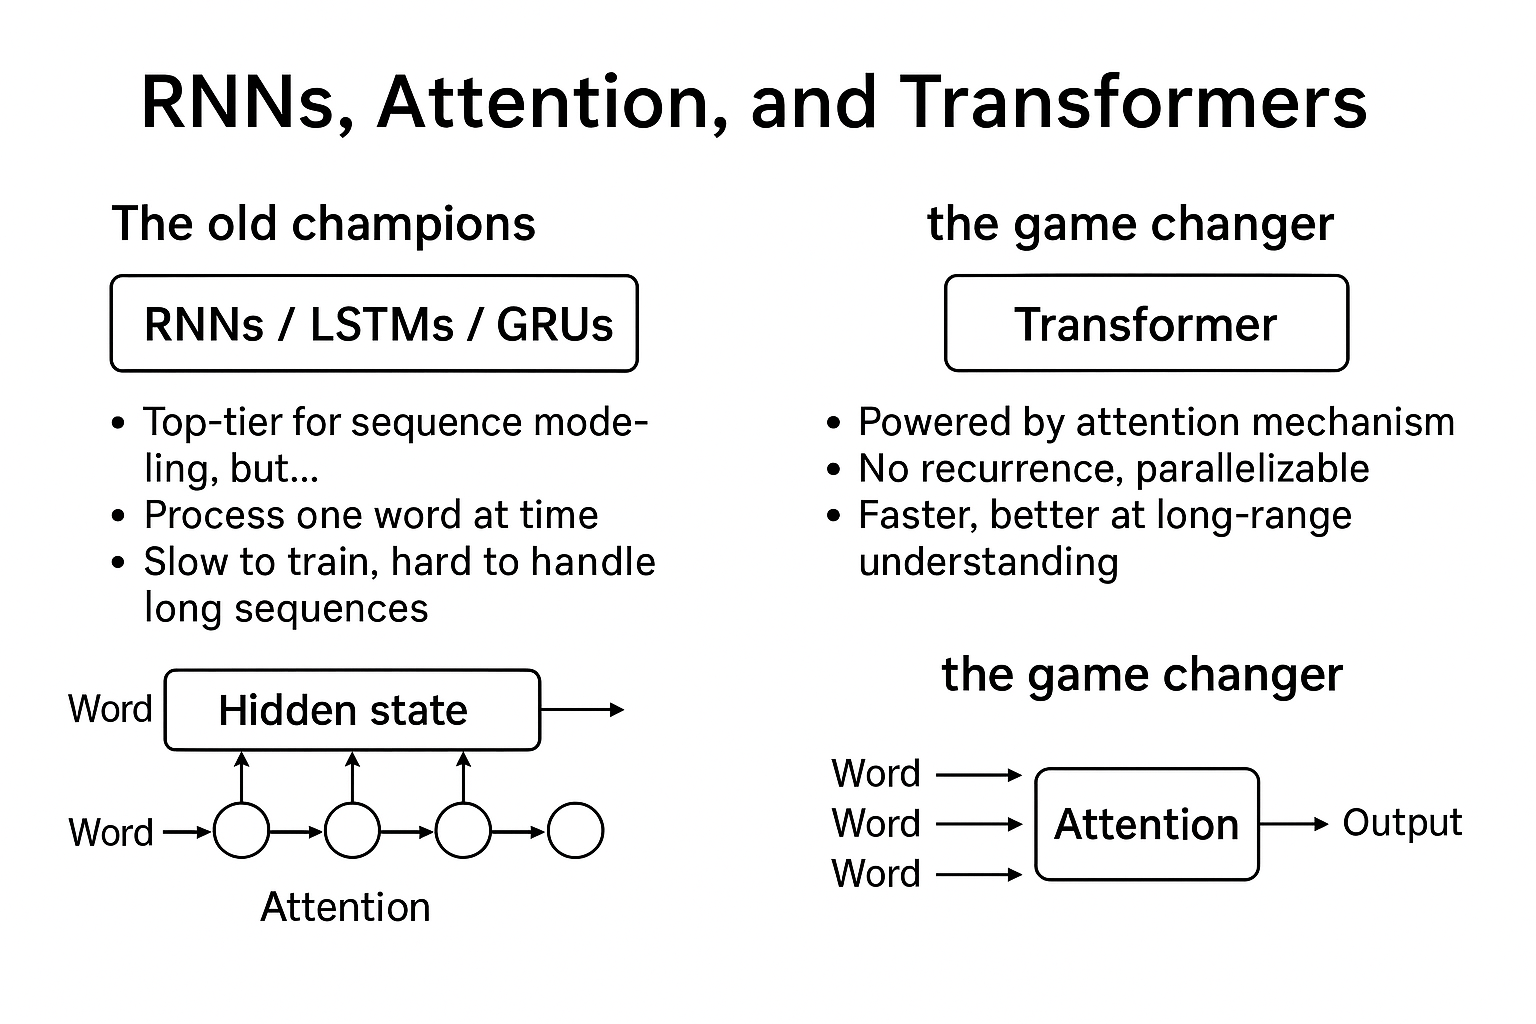 RNNs, Attention, and Transformers
The old champions
RNNs / LSTMs / GRUs
• Top-tier for sequence mode-
ling, but...
• Process one word at time
• Slow to train, hard to handle
long sequences
Word
Hidden state
Word
Attention
the game changer
Transformer
• Powered by attention mechanism
• No recurrence, parallelizable
• Faster, better at long-range
understanding
the game changer
Word
Word
Word
Attention
Output